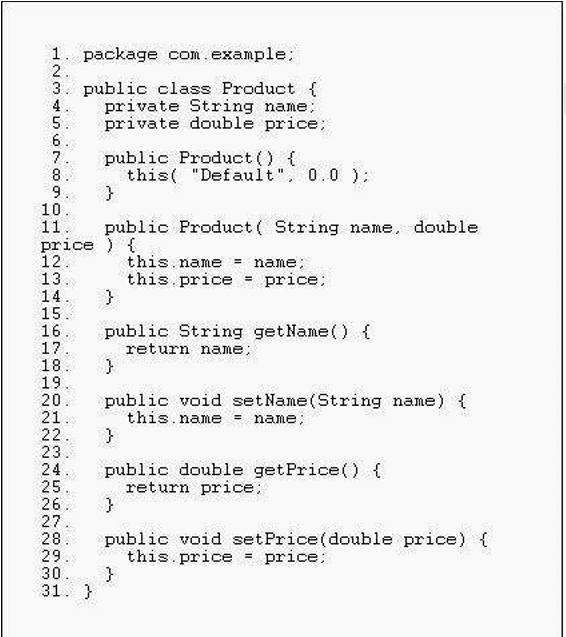 1. package com.example;
2.
3. public class Product {
4.   private String name;
5.   private double price;
6.
7.   public Product() {
8.     this( "Default", 0.0 );
9.   }
10.
11.   public Product( String name, double
price ) {
12.     this.name = name;
13.     this.price = price;
14.   }
15.
16.   public String getName() {
17.     return name;
18.   }
19.
20.   public void setName(String name) {
21.     this.name = name;
22.   }
23.
24.   public double getPrice() {
25.     return price;
26.   }
27.
28.   public void setPrice(double price) {
29.     this.price = price;
30.   }
31. }